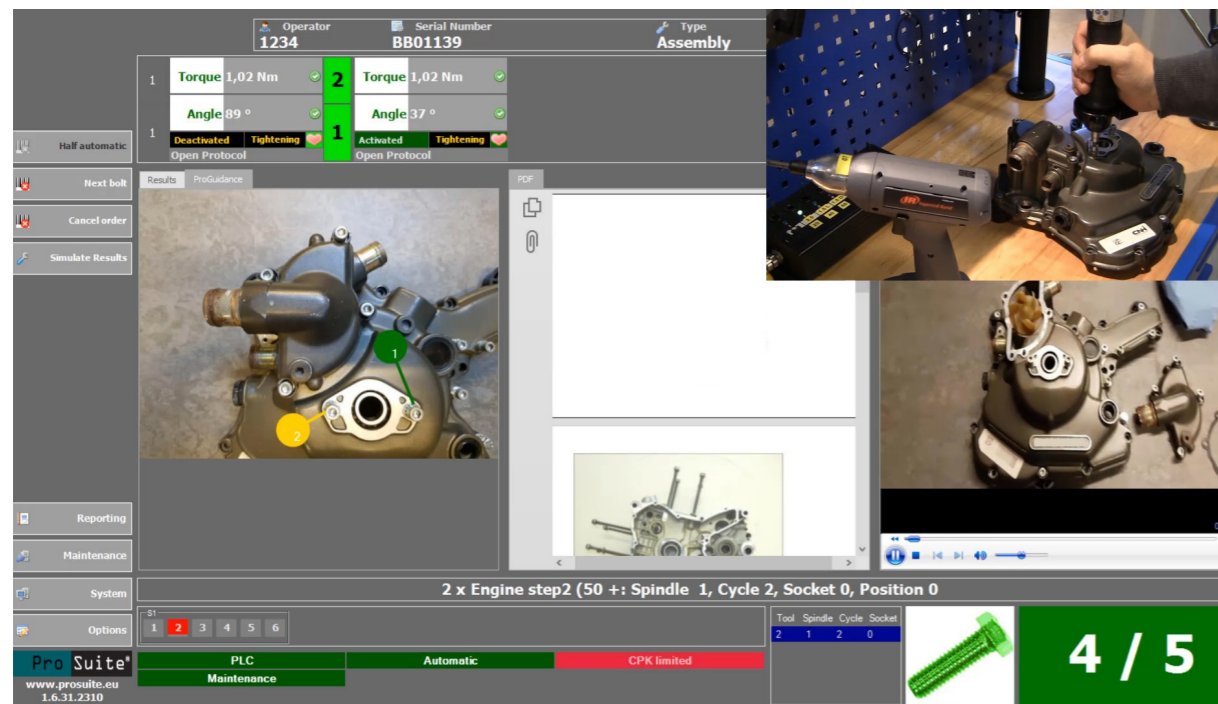 Operator
1234
Serial Number
BB01139
Type
Assembly
1
Torque 1,02 Nm
2
Torque 1,02 Nm
Angle 89 °
Angle 37 °
1
1
Deactivated Tightening
Activated Tightening
Open Protocol
Open Protocol
Half automatic
Next bolt
Cancel order
Simulate Results
Results ProGuidance
PDF
IR Ingersoll Rand
1
2
Reporting
Maintenance
System
Options
2 x Engine step2 (50 +: Spindle 1, Cycle 2, Socket 0, Position 0
S1
1 2 3 4 5 6
Tool Spindle Cycle Socket
2 1 2 0
4 / 5
PLC
Automatic
CPK limited
Maintenance
Pro Suite®
www.prosuite.eu
1.6.31.2310